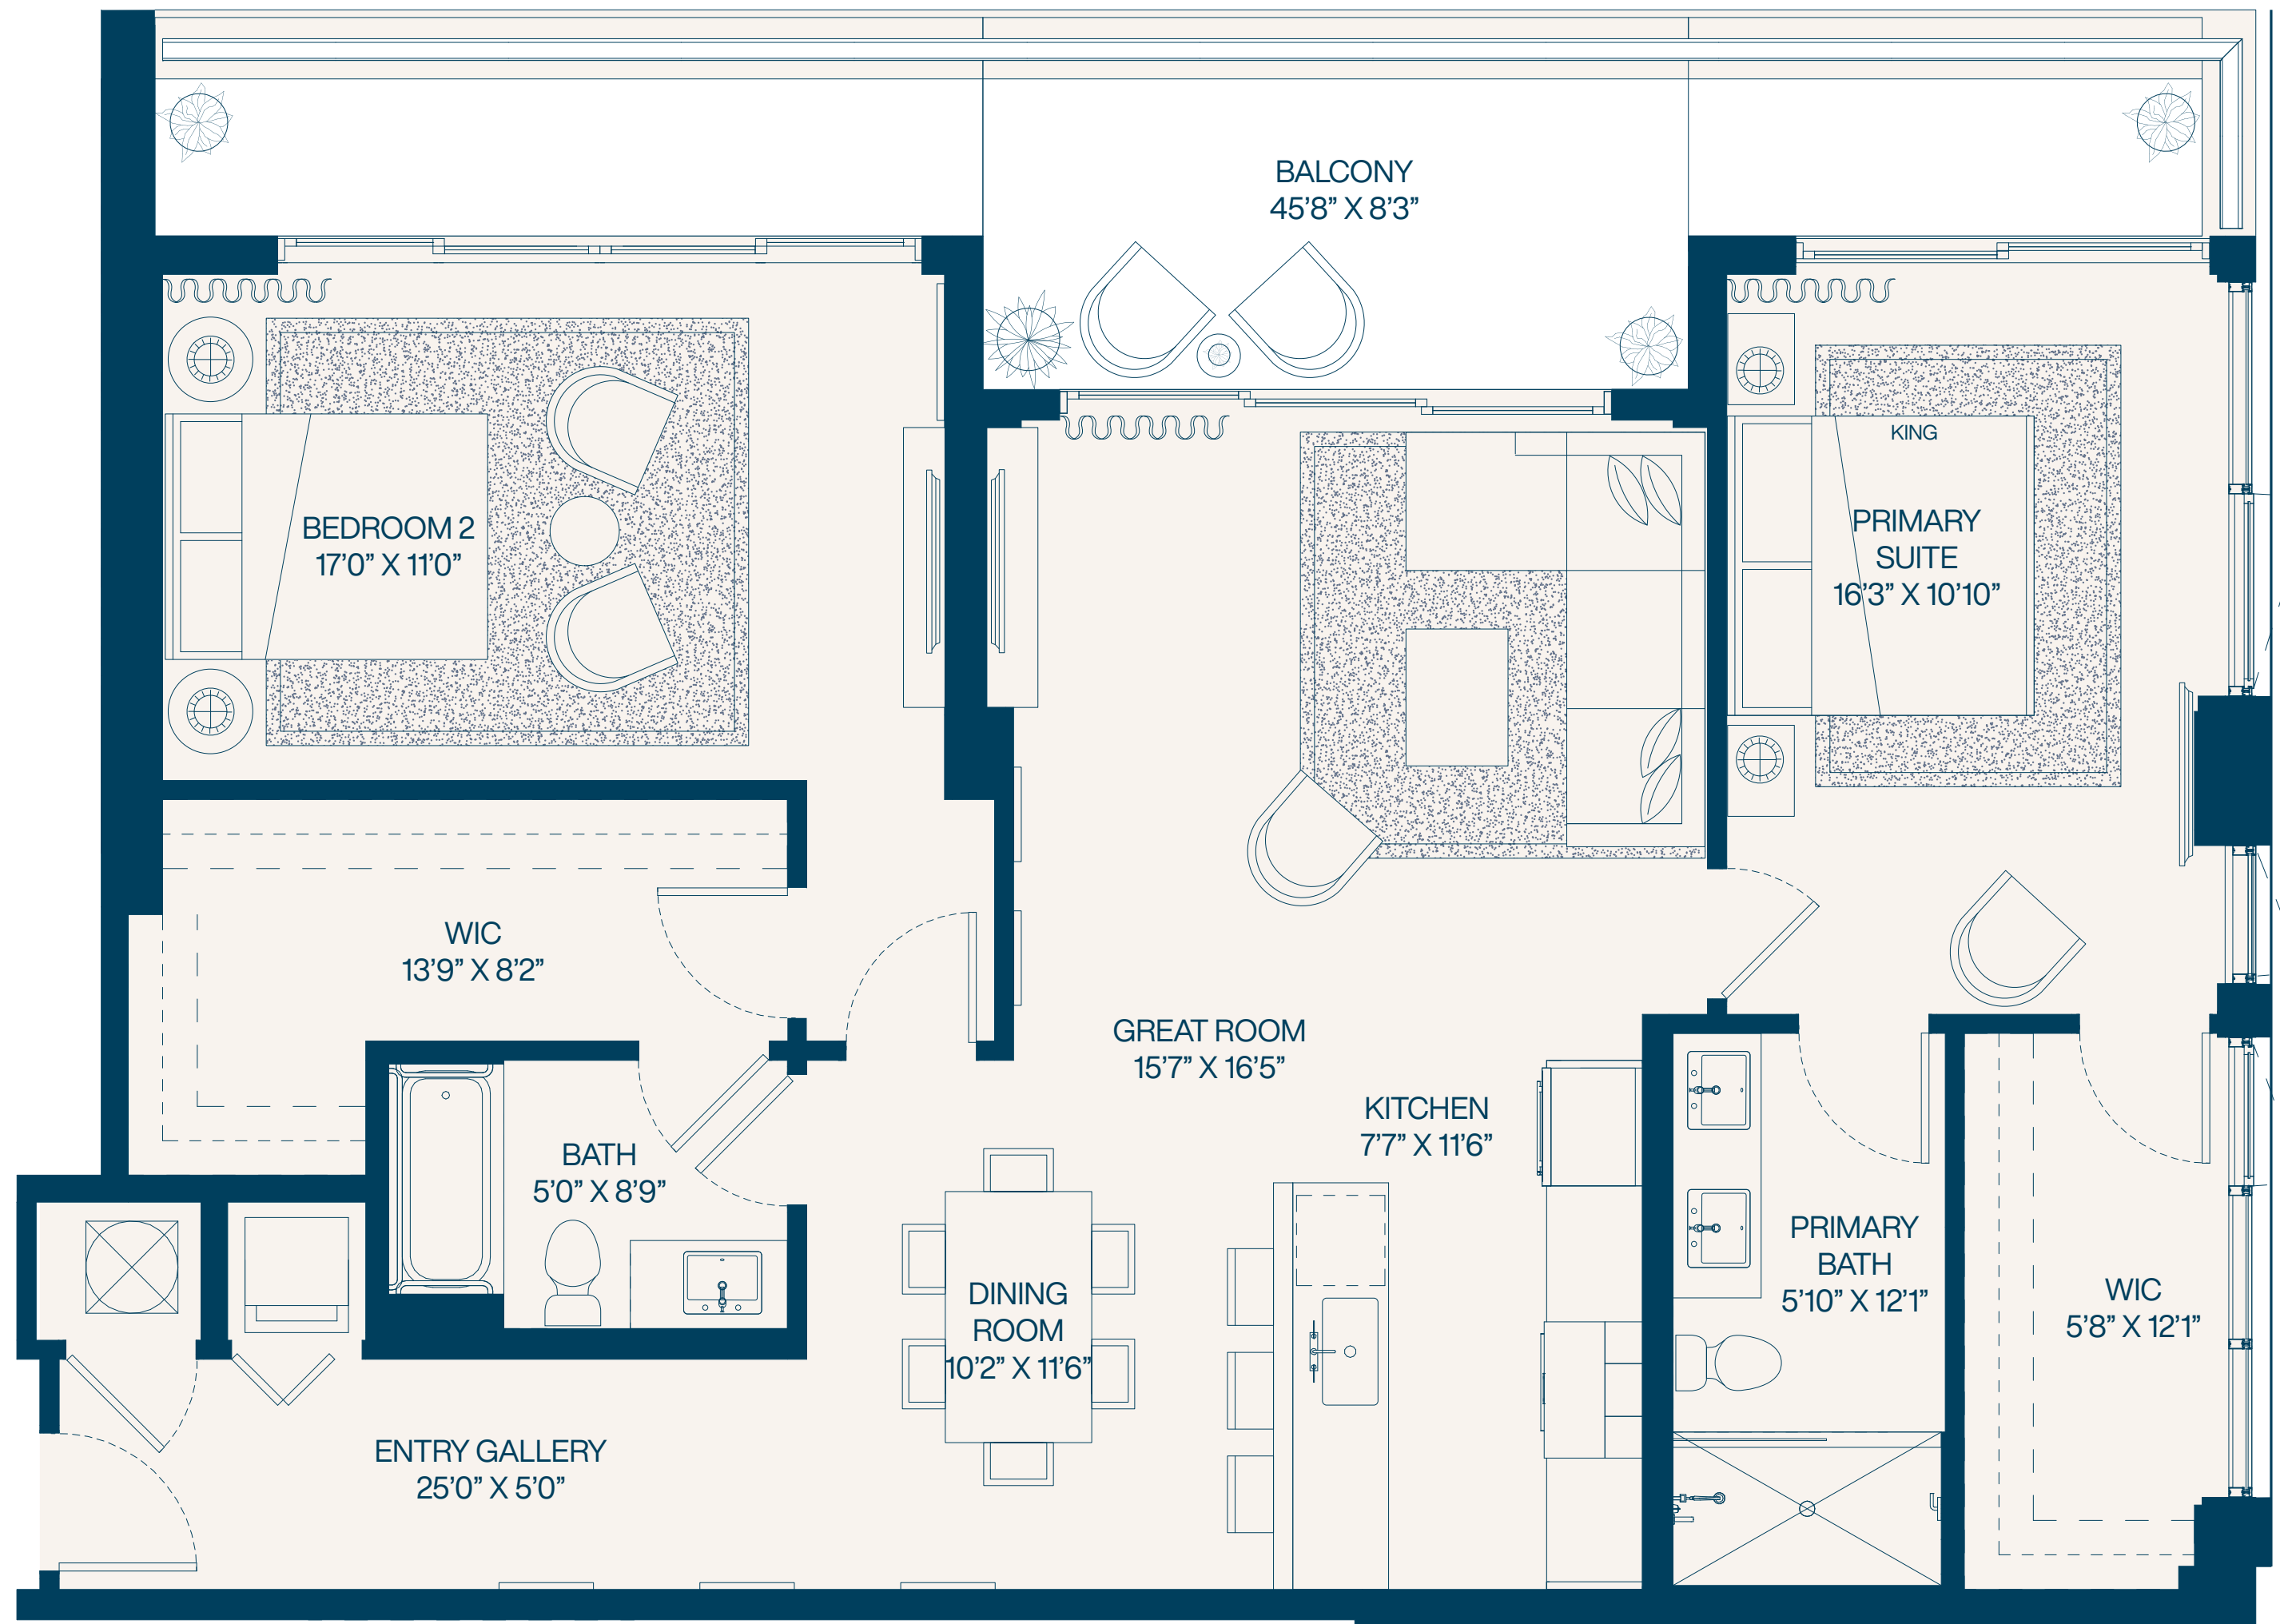 BALCONY
45’8” X 8’3”
BEDROOM 2
17’0” X 11’0”
KING
PRIMARY
SUITE
16’3” X 10’10”
WIC
13’9” X 8’2”
GREAT ROOM
15’7” X 16’5”
KITCHEN
7’7” X 11’6”
BATH
5’0” X 8’9”
DINING
ROOM
10’2” X 11’6”
PRIMARY
BATH
5’10” X 12’1”
WIC
5’8” X 12’1”
ENTRY GALLERY
25’0” X 5’0”